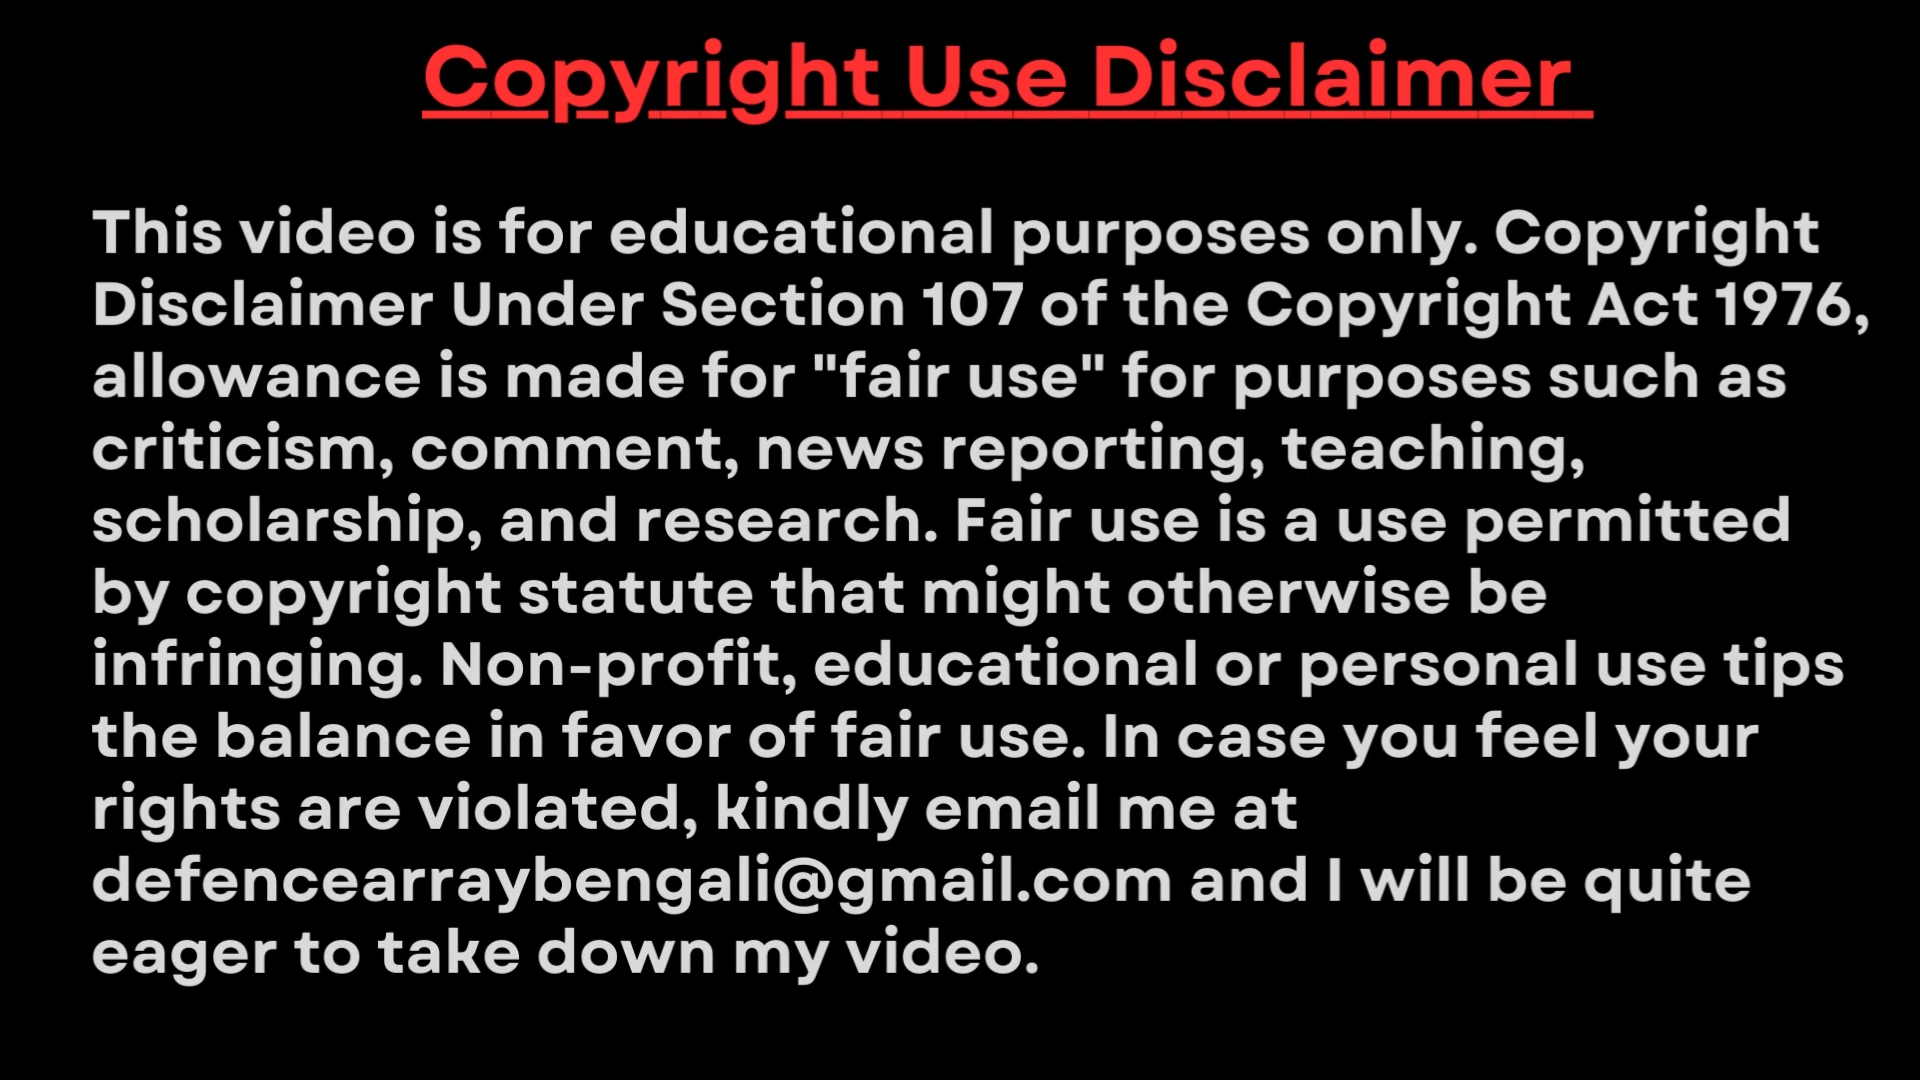 Copyright Use Disclaimer
This video is for educational purposes only. Copyright
Disclaimer Under Section 107 of the Copyright Act 1976,
allowance is made for "fair use" for purposes such as
criticism, comment, news reporting, teaching,
scholarship, and research. Fair use is a use permitted
by copyright statute that might otherwise be
infringing. Non-profit, educational or personal use tips
the balance in favor of fair use. In case you feel your
rights are violated, kindly email me at
defencearraybengali@gmail.com and I will be quite
eager to take down my video.